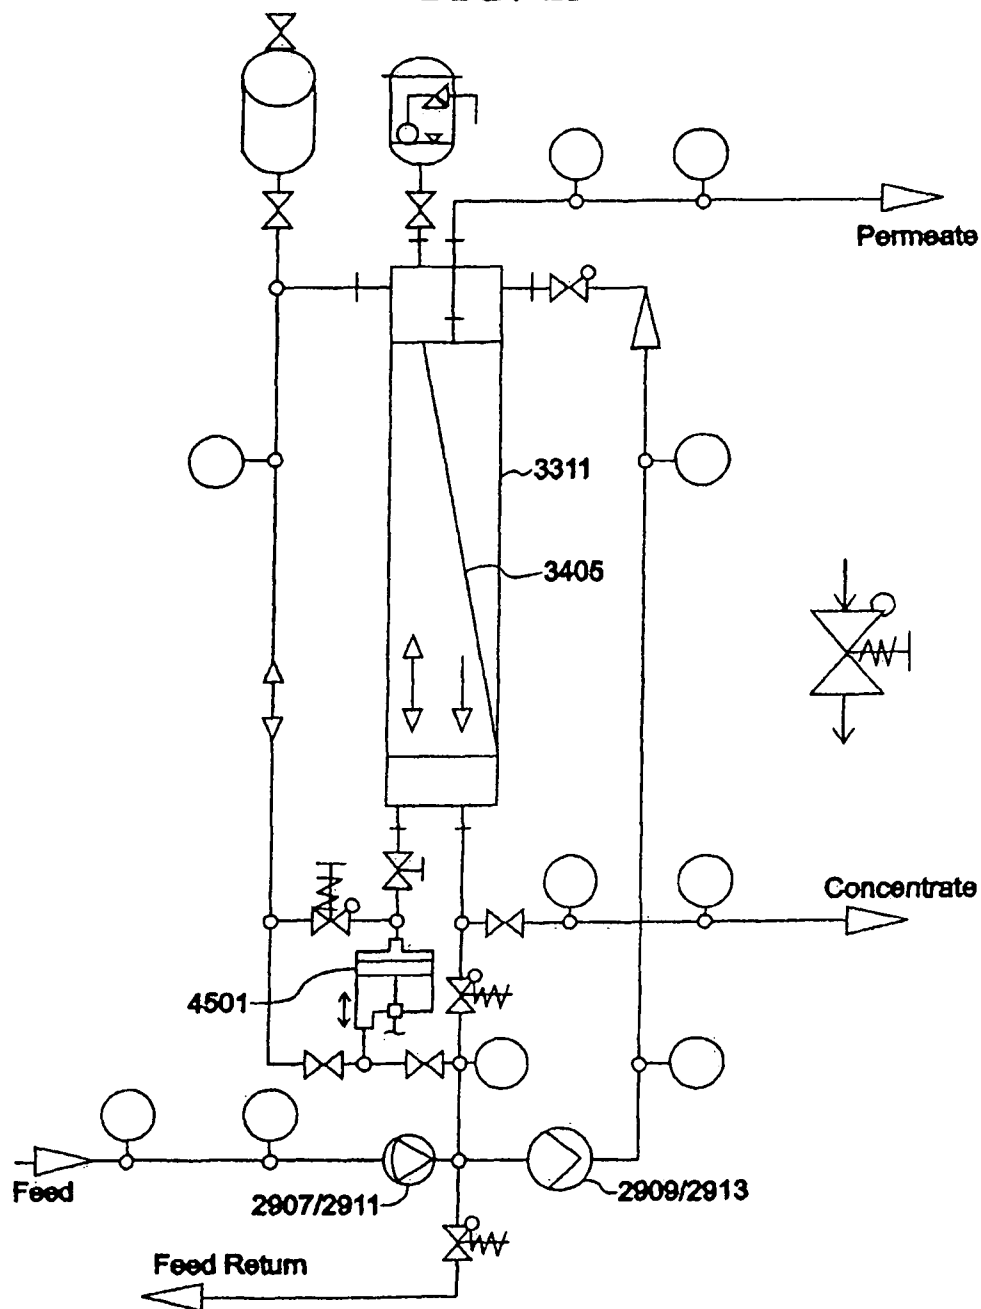 Permeate
3311
3405
Concentrate
4501
Feed
2907/2911
2909/2913
Feed Return